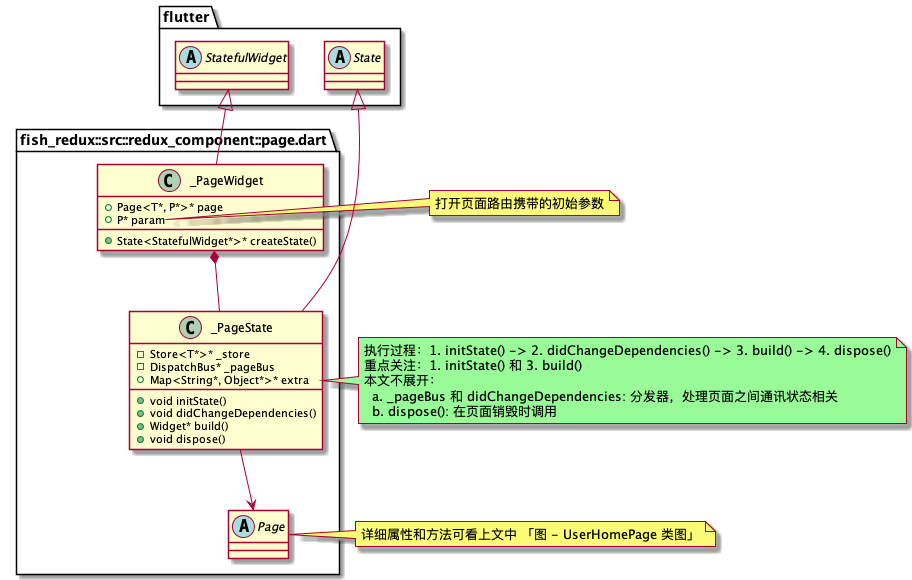 flutter
A StatefulWidget
A State
fish_redux::src::redux_component::page.dart
C _PageWidget
Page<T*, P*>* page
P* param
State<StatefulWidget*>* createState()
打开页面路由携带的初始参数
C _PageState
Store<T*>* _store
DispatchBus* _pageBus
Map<String*, Object*>* extra
void initState()
void didChangeDependencies()
Widget* build()
void dispose()
执行过程：1. initState() -> 2. didChangeDependencies() -> 3. build() -> 4. dispose()
重点关注：1. initState() 和 3. build()
本文不展开：
a. _pageBus 和 didChangeDependencies: 分发器，处理页面之间通讯状态相关
b. dispose(): 在页面销毁时调用
A Page
详细属性和方法可看上文中 「图 - UserHomePage 类图」